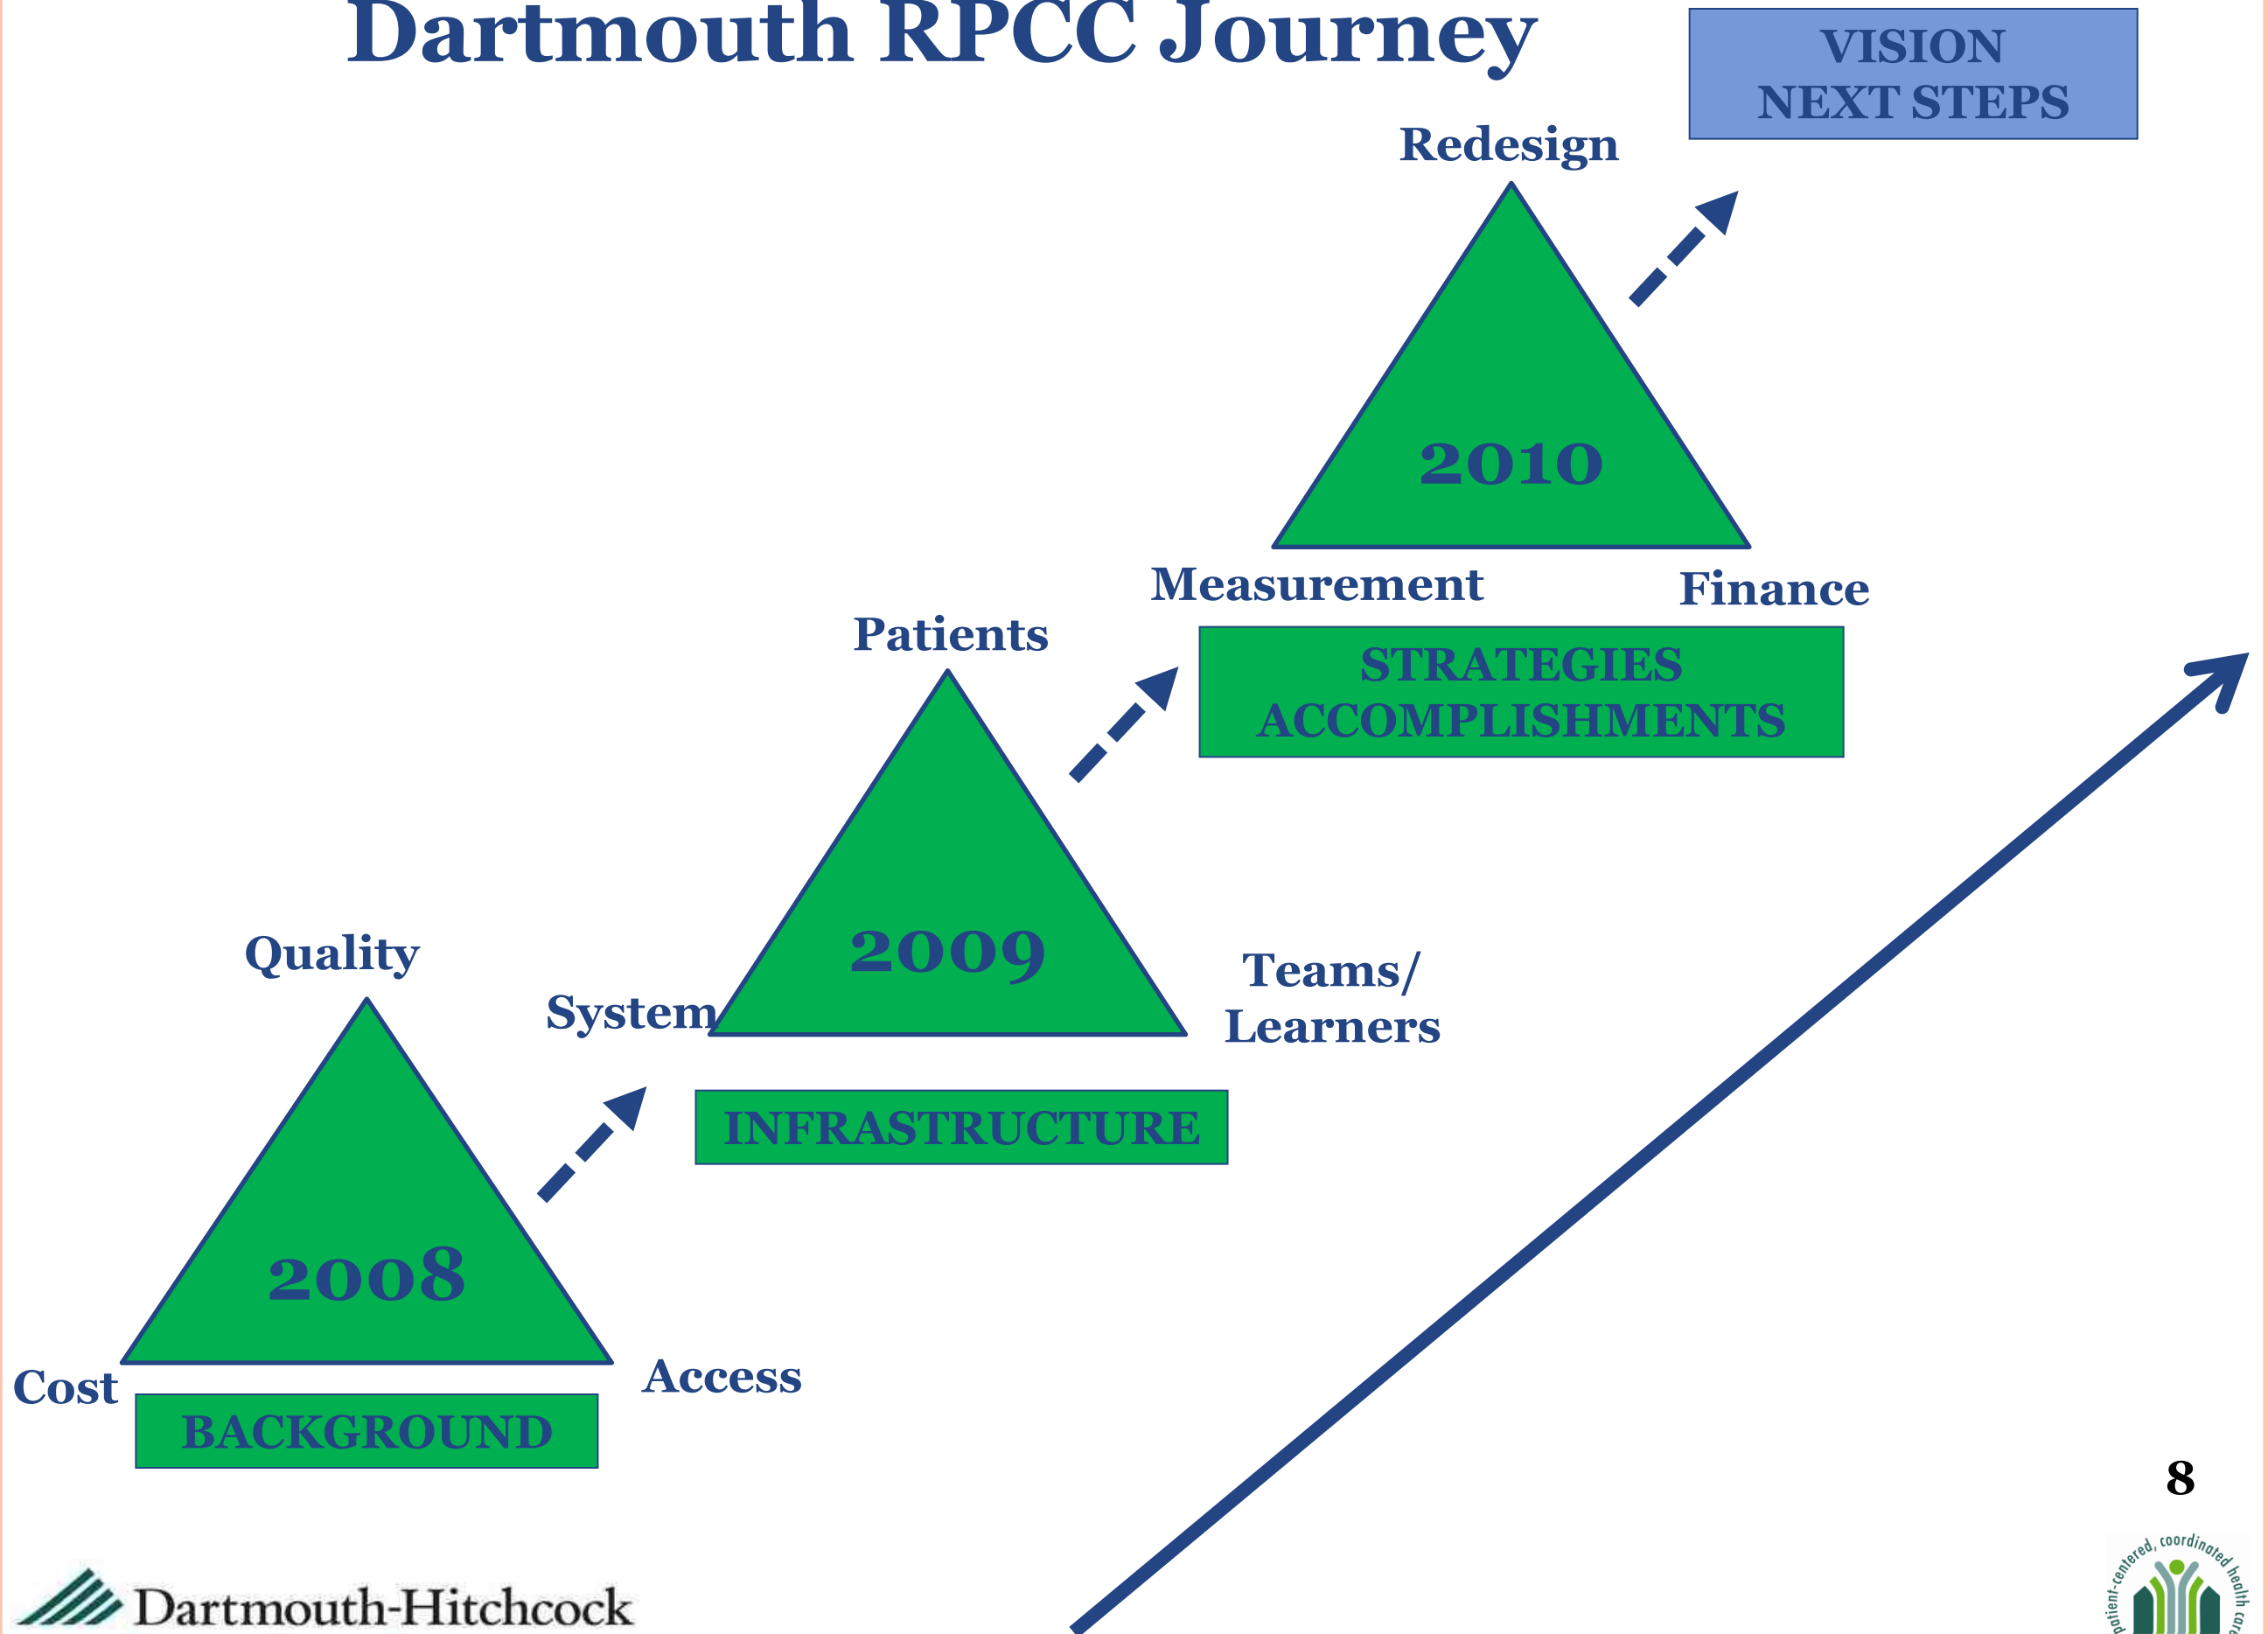 Dartmouth RPCC Journey
VISION
NEXT STEPS
Redesign
2010
Measurement
Finance
STRATEGIES
ACCOMPLISHMENTS
Patients
2009
System
Teams/
Learners
INFRASTRUCTURE
Quality
2008
Cost
Access
BACKGROUND
8
Dartmouth-Hitchcock
patient-centered, coordinated health care